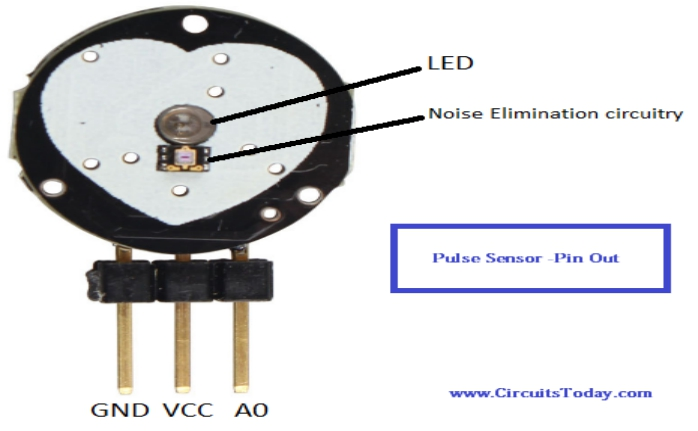 LED
Noise Elimination circuitry
Pulse Sensor -Pin Out
GND VCC A0
www.CircuitsToday.com